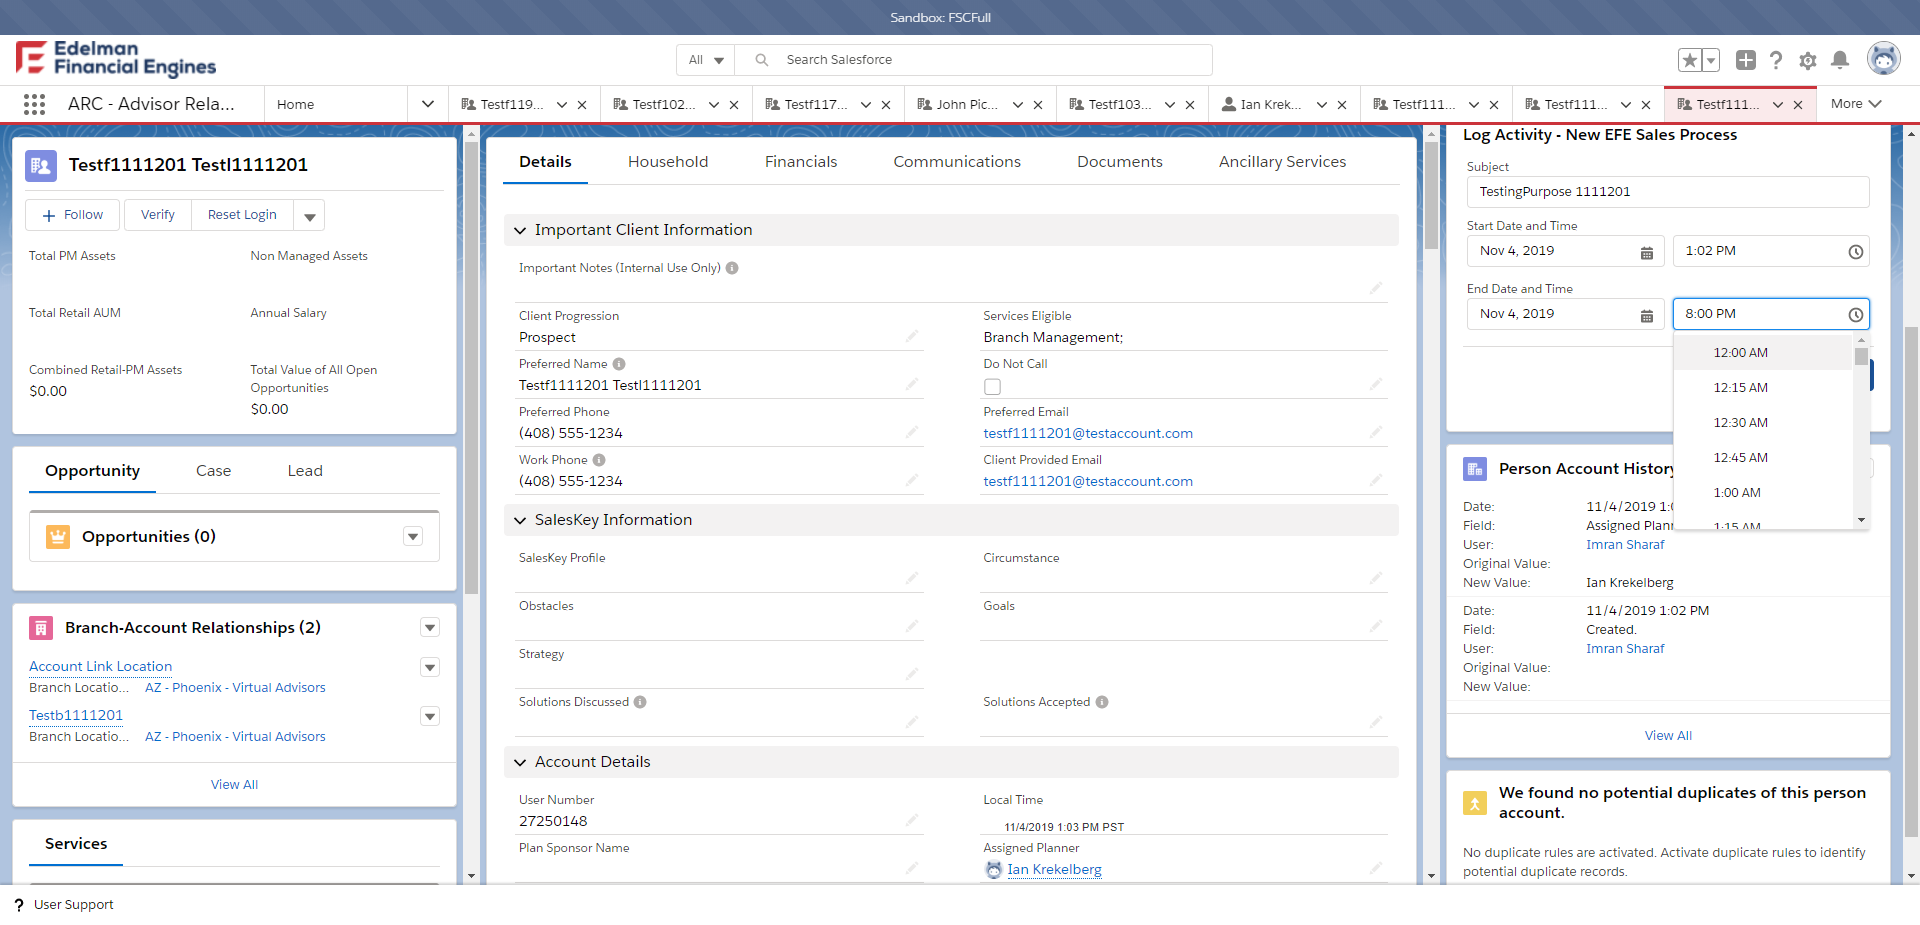 Sandbox: FSCFull
Edelman
Financial Engines
All
Search Salesforce
ARC - Advisor Rela...
Home
Testf119...
Testf102...
Testf117...
John Pic...
Testf103...
Ian Krek...
Testf111...
Testf111...
Testf111...
More
Testf1111201 Testl1111201
Follow
Verify
Reset Login
Total PM Assets
Non Managed Assets
Total Retail AUM
Annual Salary
Combined Retail-PM Assets
$0.00
Total Value of All Open
Opportunities
$0.00
Opportunity
Case
Lead
Opportunities (0)
Branch-Account Relationships (2)
Account Link Location
Branch Locatio... AZ - Phoenix - Virtual Advisors
Testb1111201
Branch Locatio... AZ - Phoenix - Virtual Advisors
View All
Services
Details
Household
Financials
Communications
Documents
Ancillary Services
Important Client Information
Important Notes (Internal Use Only)
Client Progression
Prospect
Services Eligible
Branch Management;
Preferred Name
Testf1111201 Testl1111201
Do Not Call
Preferred Phone
(408) 555-1234
Preferred Email
testf1111201@testaccount.com
Work Phone
(408) 555-1234
Client Provided Email
testf1111201@testaccount.com
SalesKey Information
SalesKey Profile
Circumstance
Obstacles
Goals
Strategy
Solutions Discussed
Solutions Accepted
Account Details
User Number
27250148
Local Time
11/4/2019 1:03 PM PST
Plan Sponsor Name
Assigned Planner
Ian Krekelberg
Log Activity - New EFE Sales Process
Subject
TestingPurpose 1111201
Start Date and Time
Nov 4, 2019
1:02 PM
End Date and Time
Nov 4, 2019
8:00 PM
12:00 AM
12:15 AM
12:30 AM
12:45 AM
1:00 AM
1:15 AM
Person Account History
Date: 11/4/2019 1:0
Field: Assigned Plann
User: Imran Sharaf
Original Value:
New Value: Ian Krekelberg
Date: 11/4/2019 1:02 PM
Field: Created.
User: Imran Sharaf
Original Value:
New Value:
View All
We found no potential duplicates of this person
account.
No duplicate rules are activated. Activate duplicate rules to identify
potential duplicate records.
? User Support